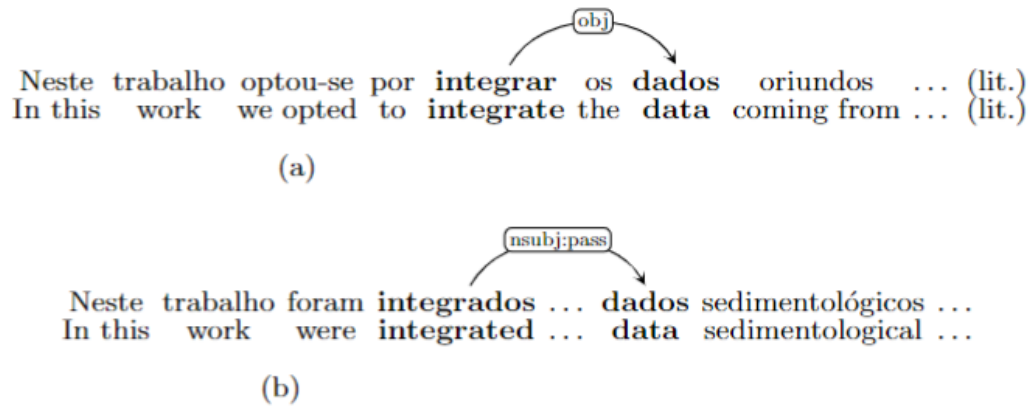 obj
Neste trabalho optou-se por integrar os dados oriundos ... (lit.)
In this work we opted to integrate the data coming from ... (lit.)
(a)
nsubj:pass
Neste trabalho foram integrados ... dados sedimentológicos ...
In this work were integrated ... data sedimentological ...
(b)